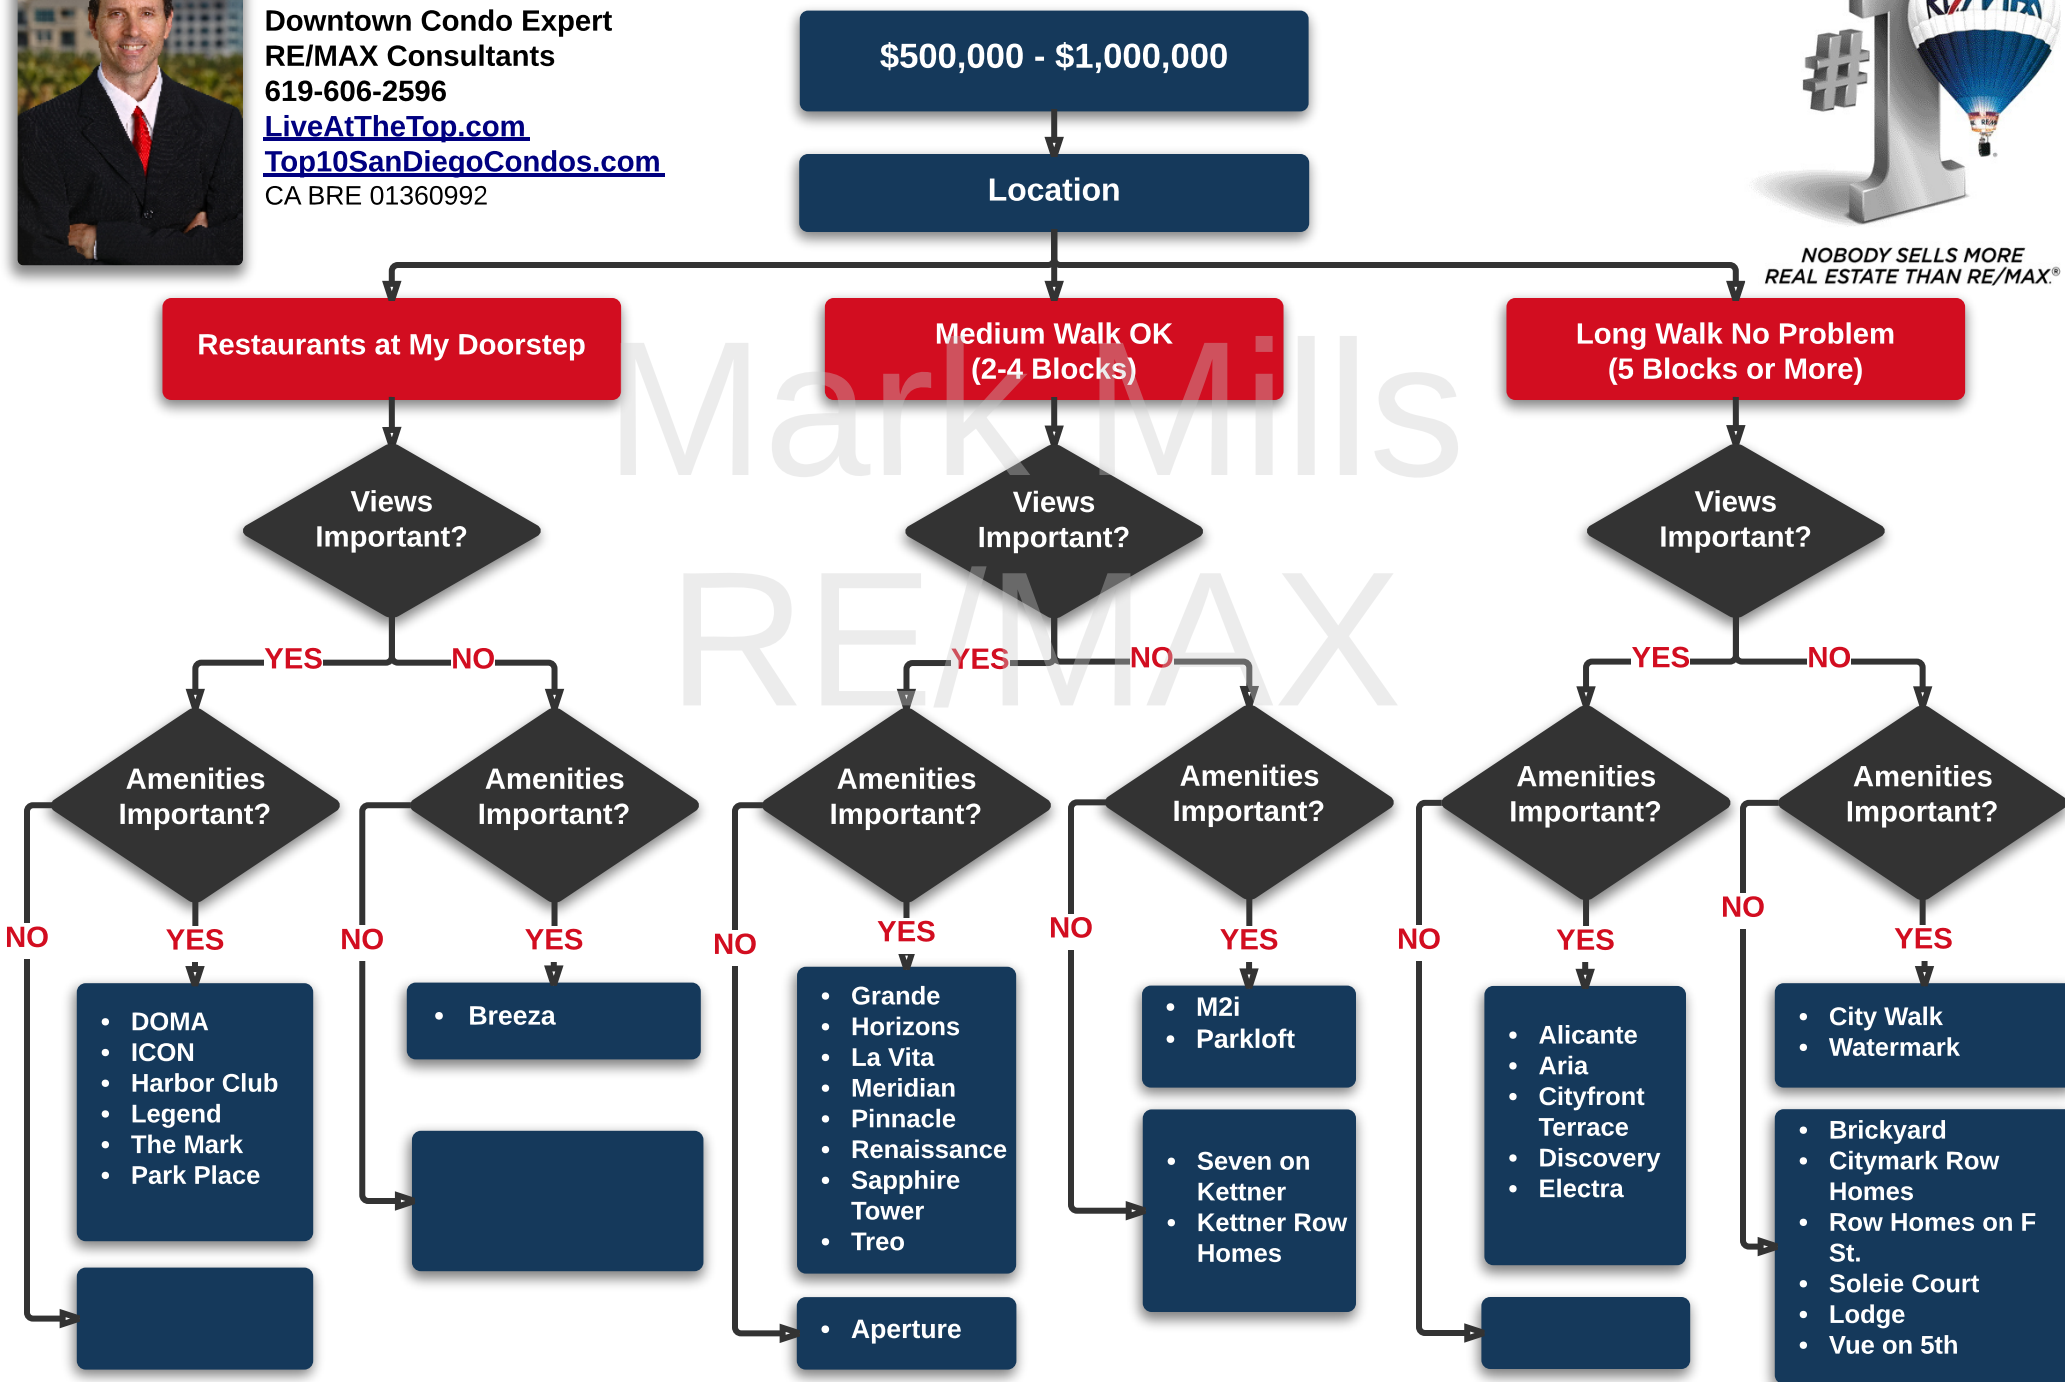 Downtown Condo Expert
RE/MAX Consultants
619-606-2596
LiveAtTheTop.com
Top10SanDiegoCondos.com
CA BRE 01360992
$500,000 - $1,000,000
#1
RE/MAX
NOBODY SELLS MORE
REAL ESTATE THAN RE/MAX.®
Location
Restaurants at My Doorstep
Medium Walk OK
(2-4 Blocks)
Long Walk No Problem
(5 Blocks or More)
Mark Mills
RE/MAX
Views
Important?
Views
Important?
Views
Important?
YES
NO
YES
NO
YES
NO
Amenities
Important?
Amenities
Important?
Amenities
Important?
Amenities
Important?
Amenities
Important?
Amenities
Important?
NO
YES
NO
YES
NO
YES
NO
YES
NO
YES
NO
YES
• DOMA
• ICON
• Harbor Club
• Legend
• The Mark
• Park Place
• Breeza
• Grande
• Horizons
• La Vita
• Meridian
• Pinnacle
• Renaissance
• Sapphire
Tower
• Treo
• Aperture
• M2i
• Parkloft
• Seven on
Kettner
• Kettner Row
Homes
• Alicante
• Aria
• Cityfront
Terrace
• Discovery
• Electra
• City Walk
• Watermark
• Brickyard
• Citymark Row
Homes
• Row Homes on F
St.
• Soleie Court
• Lodge
• Vue on 5th